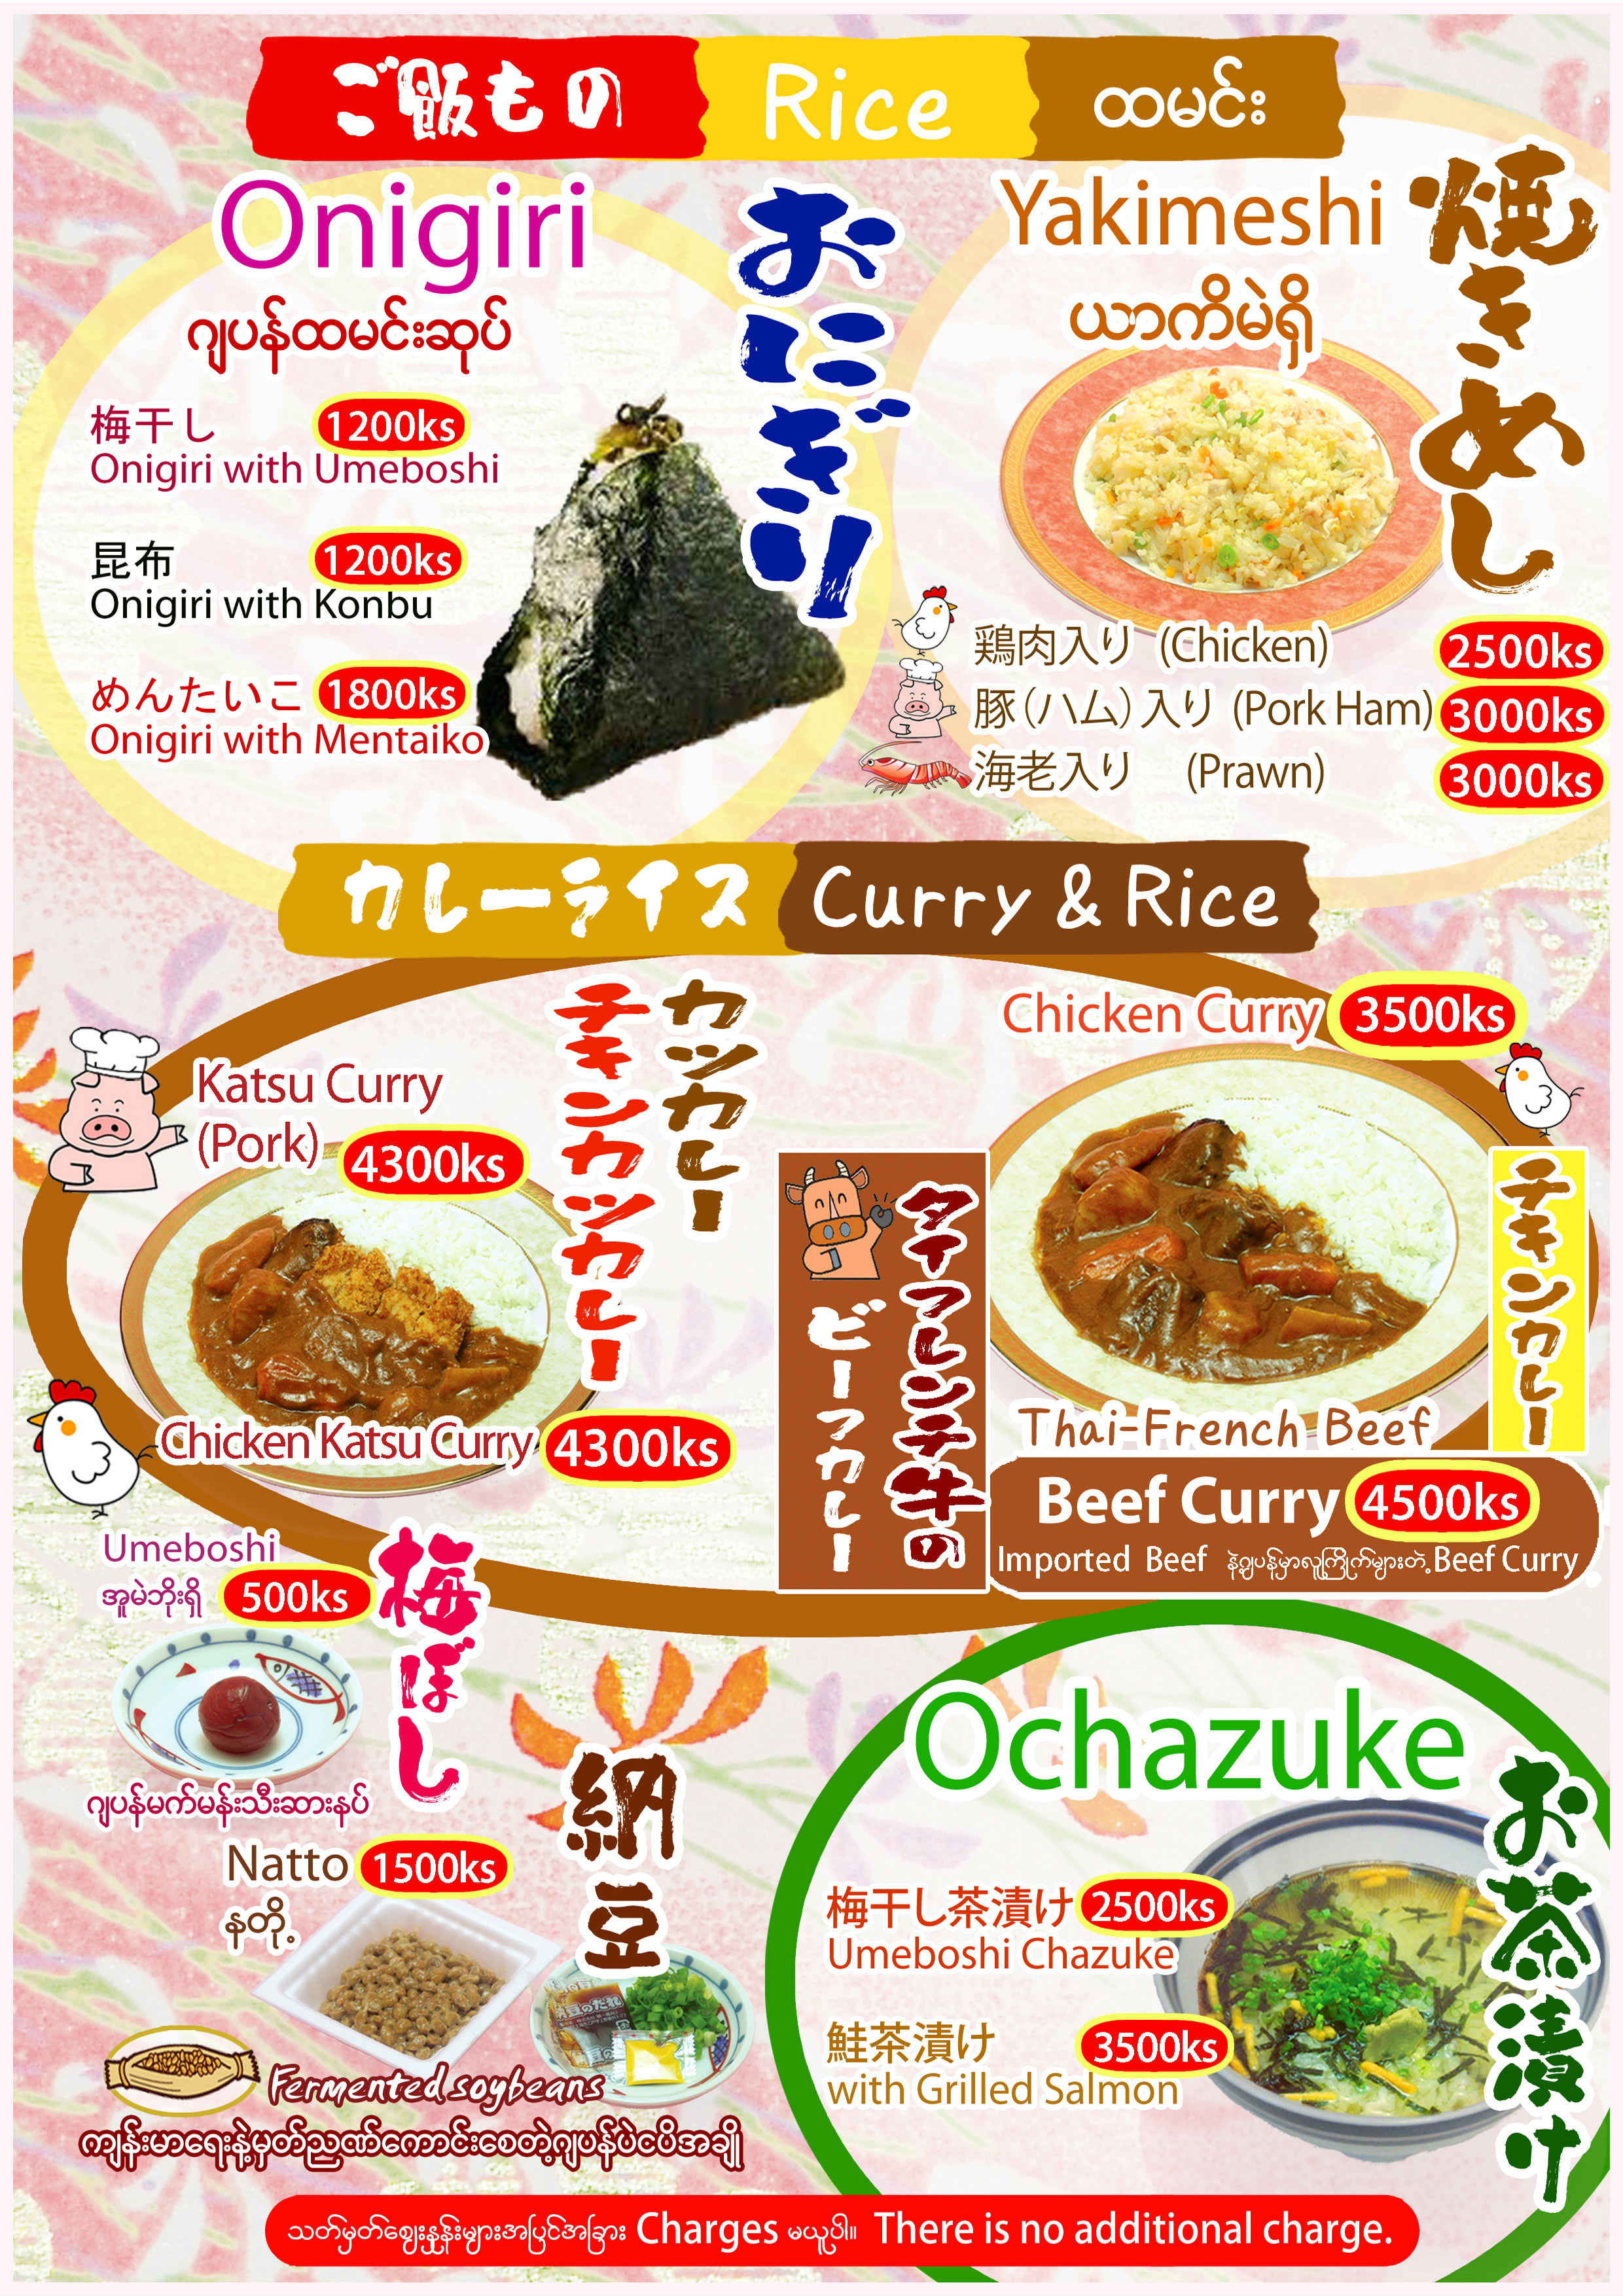 ご飯もの Rice ထမင်း
Onigiri
ဂျပန်ထမင်းဆုပ်
おにぎり
梅干し 1200ks
Onigiri with Umeboshi
昆布 1200ks
Onigiri with Konbu
めんたいこ 1800ks
Onigiri with Mentaiko
Yakimeshi
ယာကိမဲရှိ
焼きめし
鶏肉入り (Chicken) 2500ks
豚（ハム）入り (Pork Ham) 3000ks
海老入り (Prawn) 3000ks
カレーライス Curry & Rice
Katsu Curry
(Pork) 4300ks
カツカレー
チキンカツカレー
Chicken Katsu Curry 4300ks
Chicken Curry 3500ks
チキンカレー
タイフレンチ牛の
ビーフカレー
Thai-French Beef
Beef Curry 4500ks
Imported Beef နဲ့ဂျပန်မှာလူကြိုက်များတဲ့ Beef Curry
Umeboshi
အူမဲဘိုးရှိ 500ks
梅ぼし
ဂျပန်မက်မန်းသီးဆားနပ်
Natto 1500ks
နတို့
納豆
納豆のたれ
Fermented soybeans
ကျန်းမာရေးနဲ့မှတ်ညဏ်ကောင်းစေတဲ့ဂျပန်ပဲငပိအချို
Ochazuke
お茶漬け
梅干し茶漬け 2500ks
Umeboshi Chazuke
鮭茶漬け 3500ks
with Grilled Salmon
သတ်မှတ်ဈေးနှုန်းများအပြင်အခြား Charges မယူပါ။ There is no additional charge.